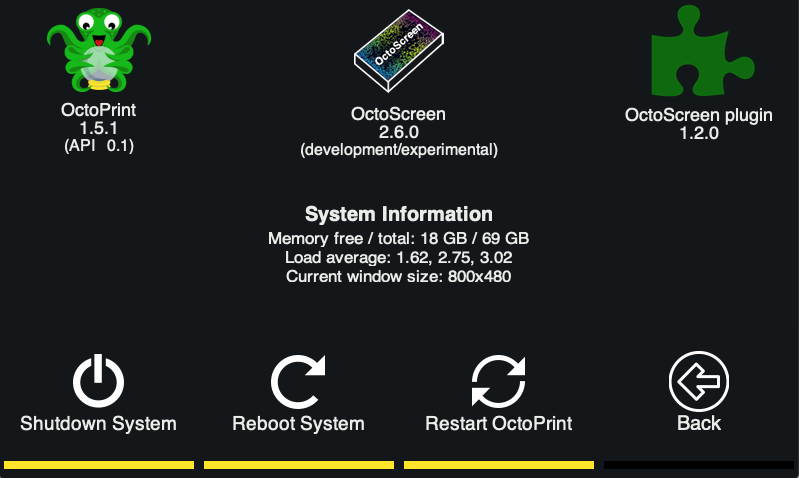 OctoScreen
OctoPrint
1.5.1
(API 0.1)
OctoScreen
2.6.0
(development/experimental)
OctoScreen plugin
1.2.0
System Information
Memory free / total: 18 GB / 69 GB
Load average: 1.62, 2.75, 3.02
Current window size: 800x480
Shutdown System
Reboot System
Restart OctoPrint
Back